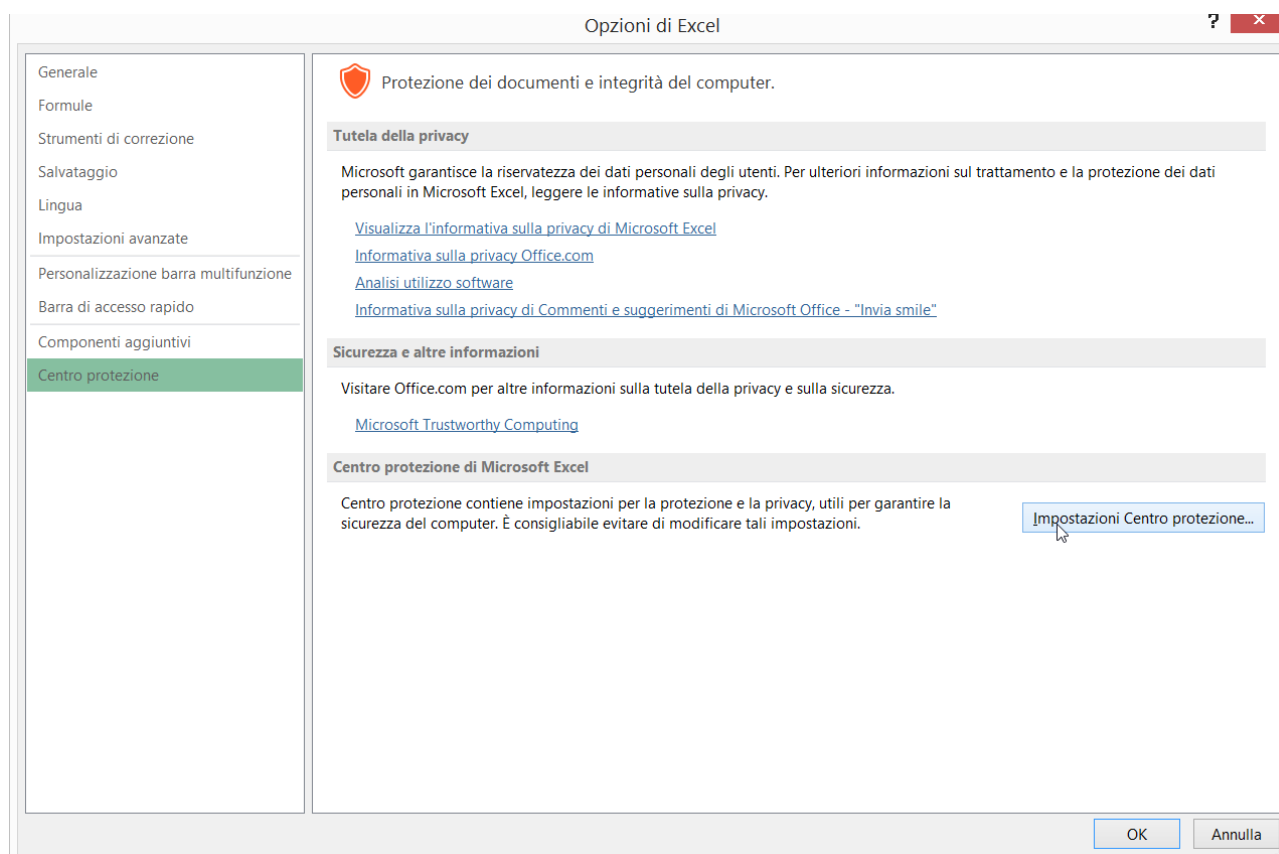 Opzioni di Excel
?
Generale
Formule
Strumenti di correzione
Salvataggio
Lingua
Impostazioni avanzate
Personalizzazione barra multifunzione
Barra di accesso rapido
Componenti aggiuntivi
Centro protezione
Protezione dei documenti e integrità del computer.
Tutela della privacy
Microsoft garantisce la riservatezza dei dati personali degli utenti. Per ulteriori informazioni sul trattamento e la protezione dei dati
personali in Microsoft Excel, leggere le informative sulla privacy.
Visualizza l'informativa sulla privacy di Microsoft Excel
Informativa sulla privacy Office.com
Analisi utilizzo software
Informativa sulla privacy di Commenti e suggerimenti di Microsoft Office - "Invia smile"
Sicurezza e altre informazioni
Visitare Office.com per altre informazioni sulla tutela della privacy e sulla sicurezza.
Microsoft Trustworthy Computing
Centro protezione di Microsoft Excel
Centro protezione contiene impostazioni per la protezione e la privacy, utili per garantire la
sicurezza del computer. È consigliabile evitare di modificare tali impostazioni.
Impostazioni Centro protezione...
OK
Annulla